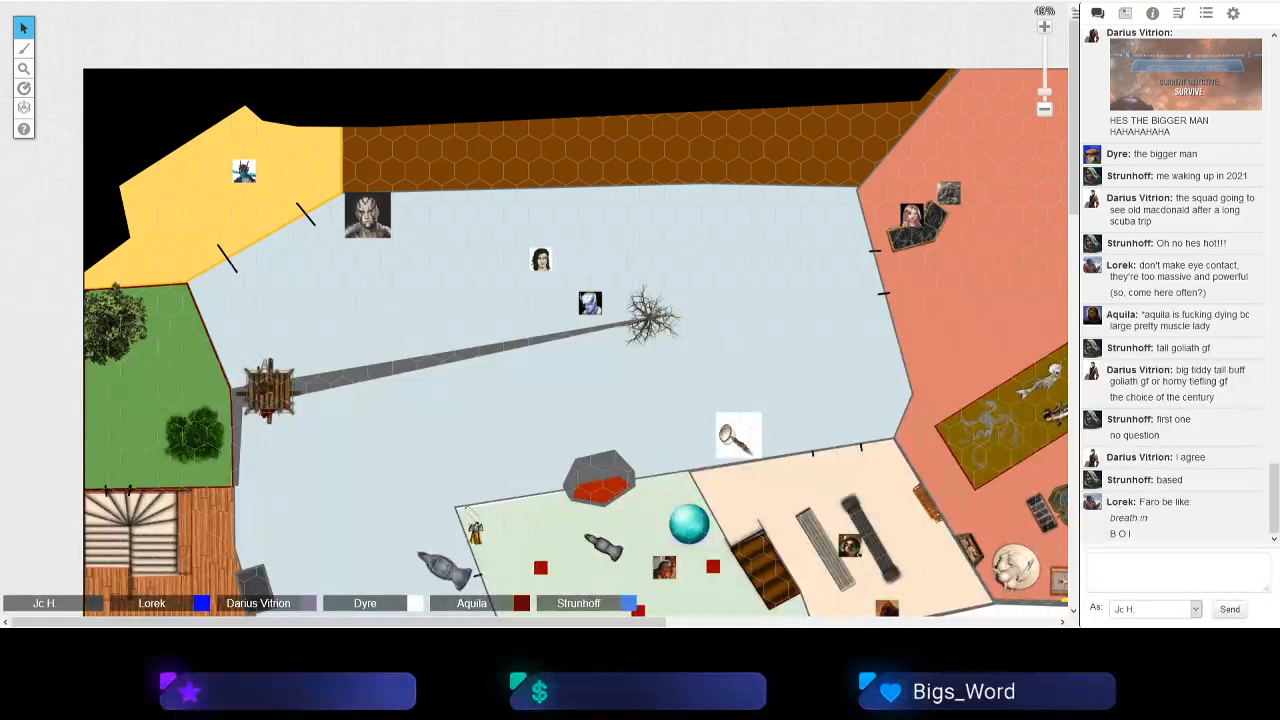 49%
Darius Vitrion:
CURRENT OBJECTIVE:
SURVIVE
HES THE BIGGER MAN
HAHAHAHAHA
Dyre: the bigger man
Strunhoff: me waking up in 2021
Darius Vitrion: the squad going to
see old macdonald after a long
scuba trip
Strunhoff: Oh no hes hot!!!
Lorek: don't make eye contact,
they're too massive and powerful
(so, come here often?)
Aquila: *aquila is fucking dying bc
large pretty muscle lady
Strunhoff: tall goliath gf
Darius Vitrion: big tiddy tall buff
goliath gf or horny tiefling gf
the choice of the century
Strunhoff: first one
no question
Darius Vitrion: I agree
Strunhoff: based
Lorek: Faro be like:
breath in
B O I
As: Jc H. Send
Jc H. Lorek Darius Vitrion Dyre Aquila Strunhoff
$ Bigs_Word